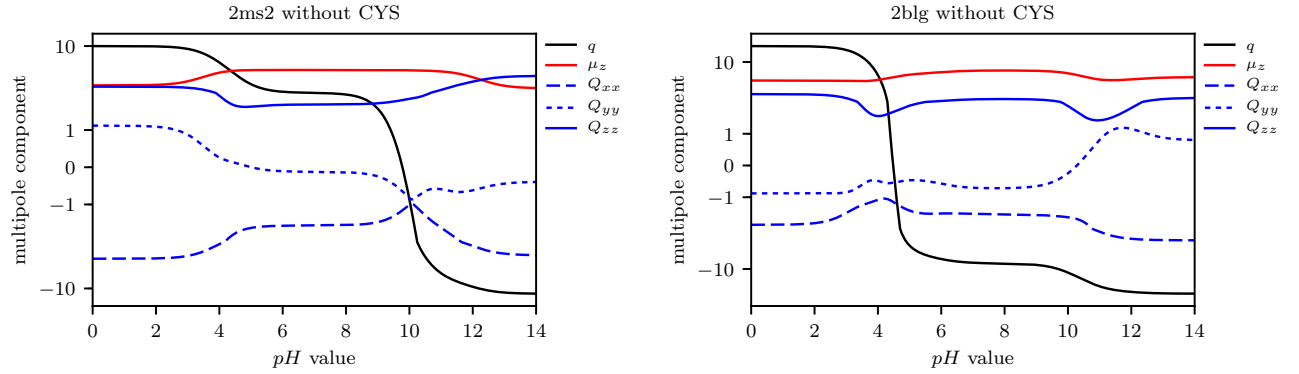 2ms2 without CYS
multipole component
10
1
0
−1
−10
0 2 4 6 8 10 12 14
pH value
q
μz
Qxx
Qyy
Qzz
2blg without CYS
multipole component
10
1
0
−1
−10
0 2 4 6 8 10 12 14
pH value
q
μz
Qxx
Qyy
Qzz